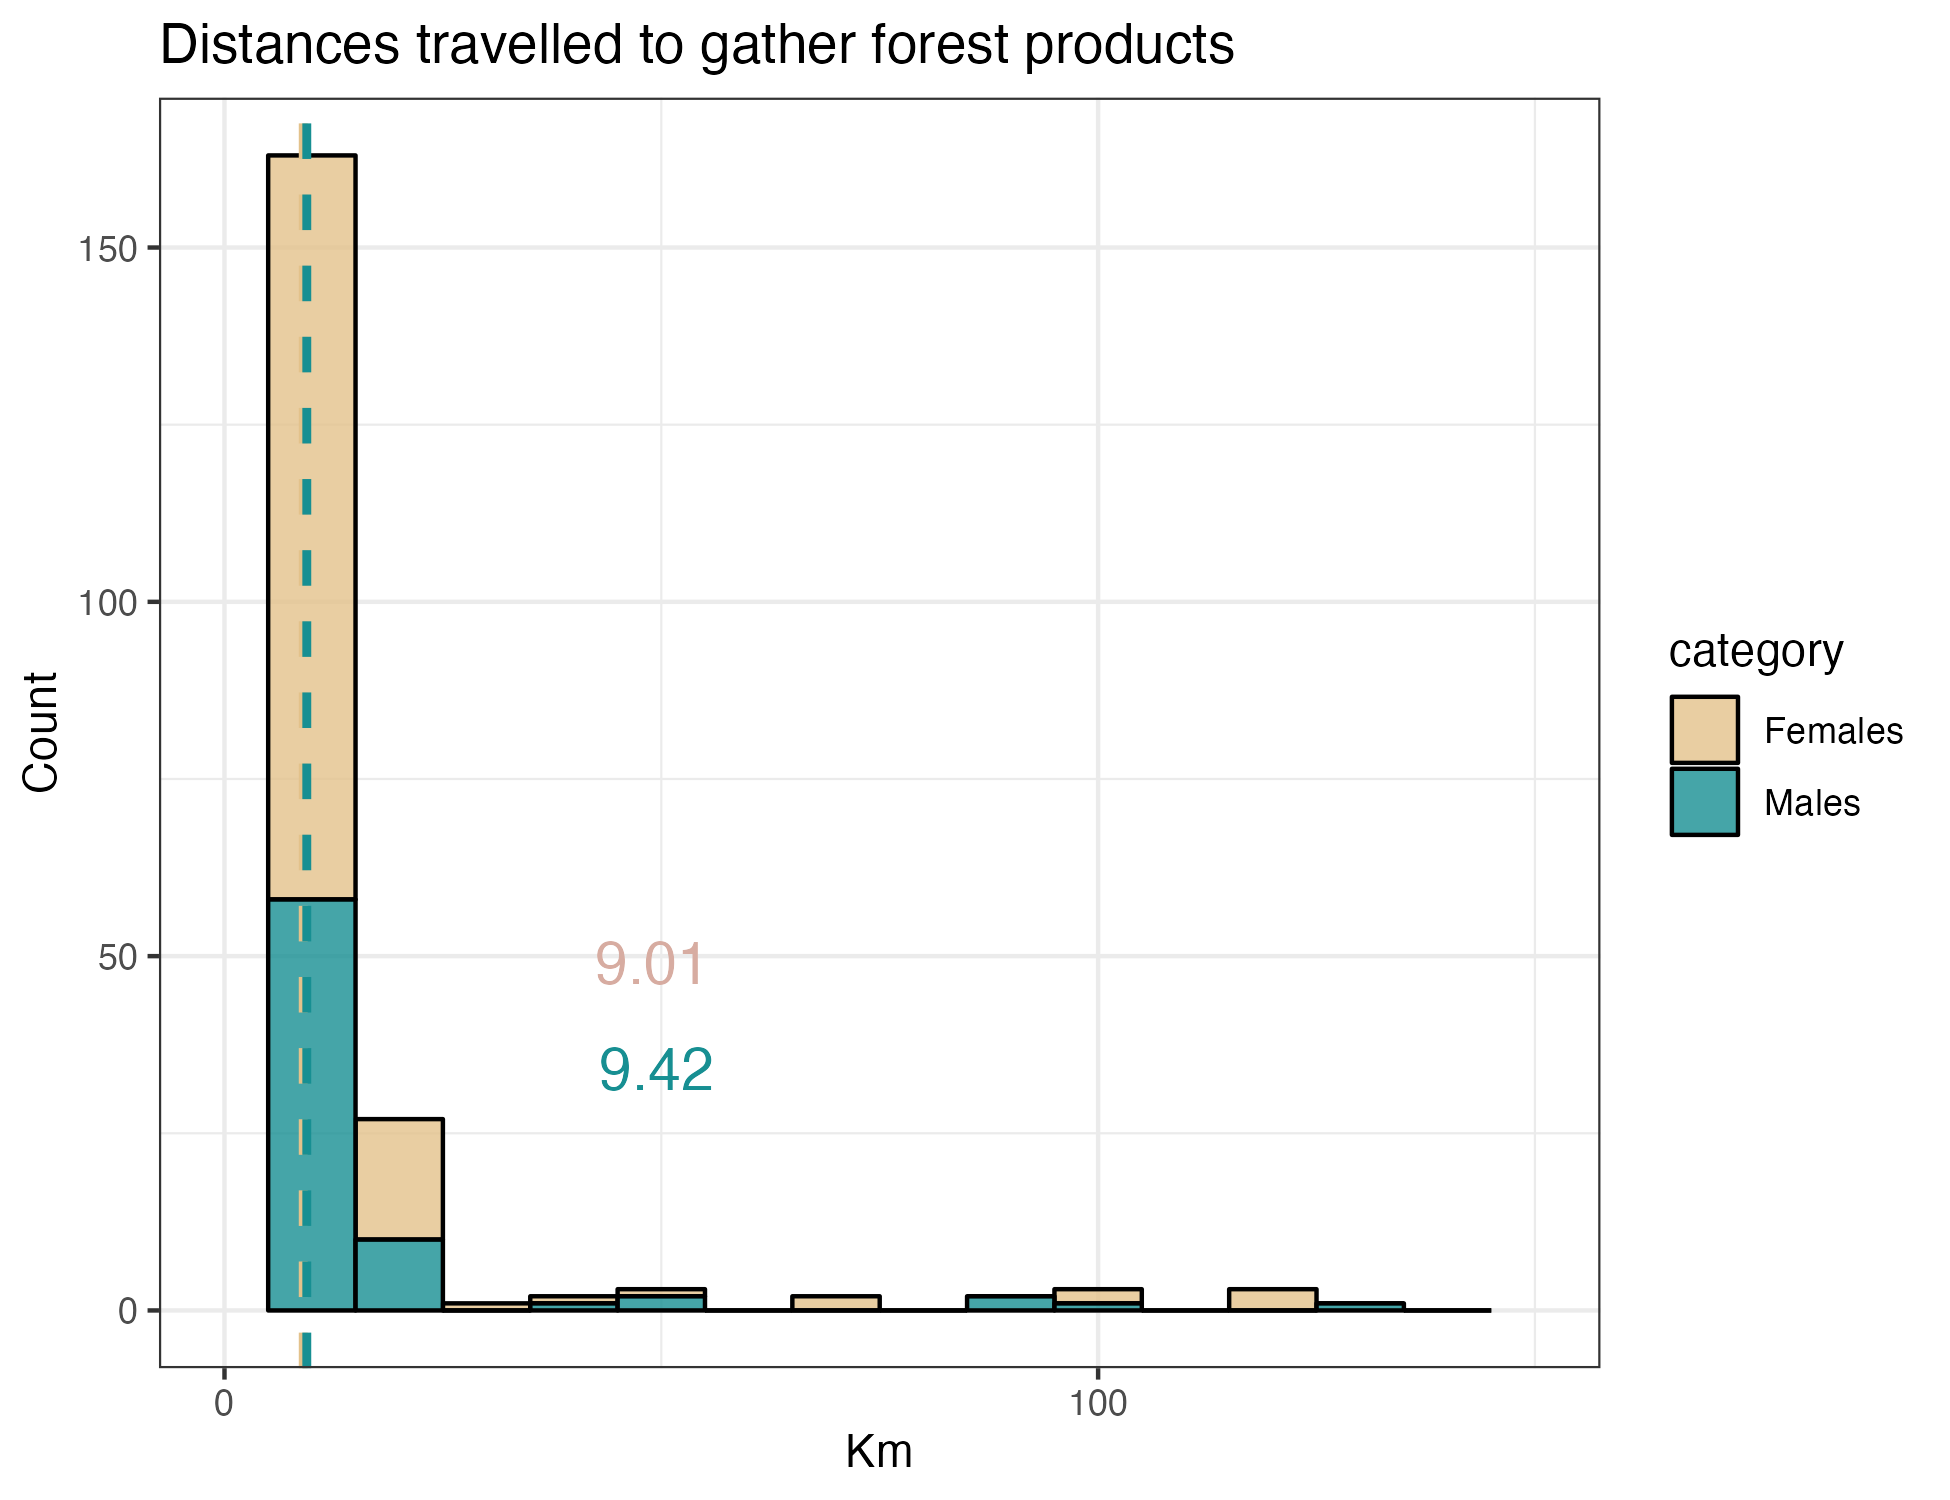 Distances travelled to gather forest products
Count
150
100
50
0
9.01
9.42
0
100
Km
category
Females
Males